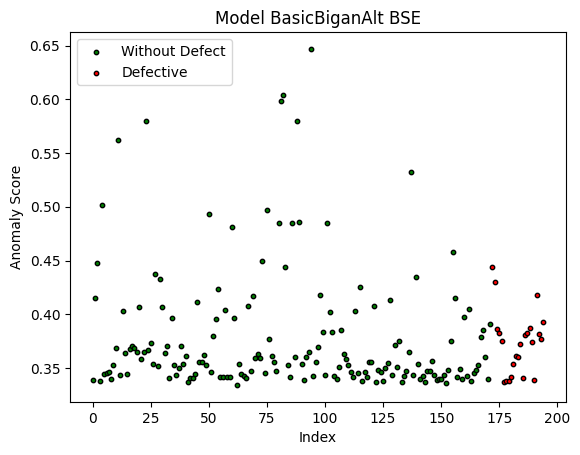 Model BasicBiganAlt BSE
Without Defect
Defective
Anomaly Score
0.65
0.60
0.55
0.50
0.45
0.40
0.35
0 25 50 75 100 125 150 175 200
Index